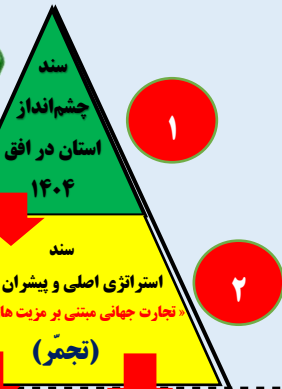 سند
چشم‌انداز
استان در افق
۱۴۰۴
۱
سند
استراتژی اصلی و پیشران
« تجارت جهانی مبتنی بر مزیت ها
(تجمّر)
۲